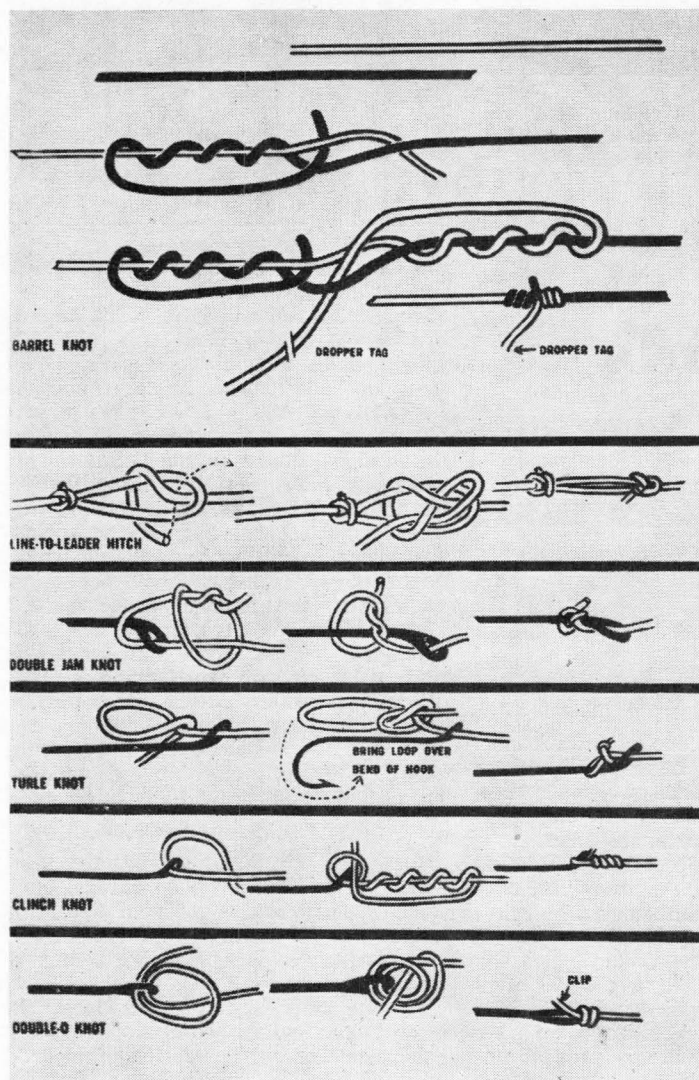 BARREL KNOT
DROPPER TAG
DROPPER TAG
LINE-TO-LEADER HITCH
DOUBLE JAM KNOT
TURLE KNOT
BRING LOOP OVER
BEND OF HOOK
CLINCH KNOT
DOUBLE-O KNOT
CLIP